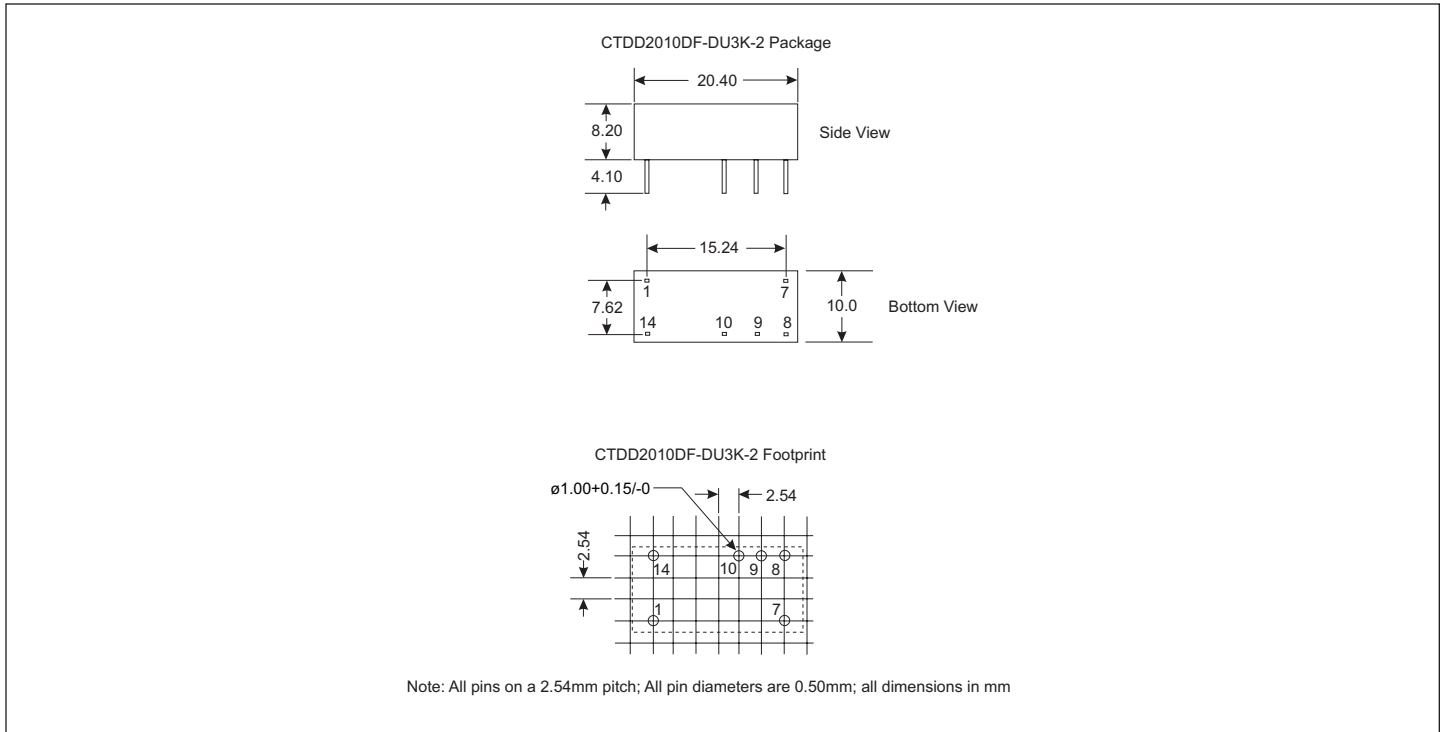 CTDD2010DF-DU3K-2 Package
20.40
8.20
Side View
4.10
15.24
1
7
7.62
10.0
Bottom View
14 10 9 8
CTDD2010DF-DU3K-2 Footprint
ø1.00+0.15/-0
2.54
2.54
14 10 9 8
1 7
Note: All pins on a 2.54mm pitch; All pin diameters are 0.50mm; all dimensions in mm